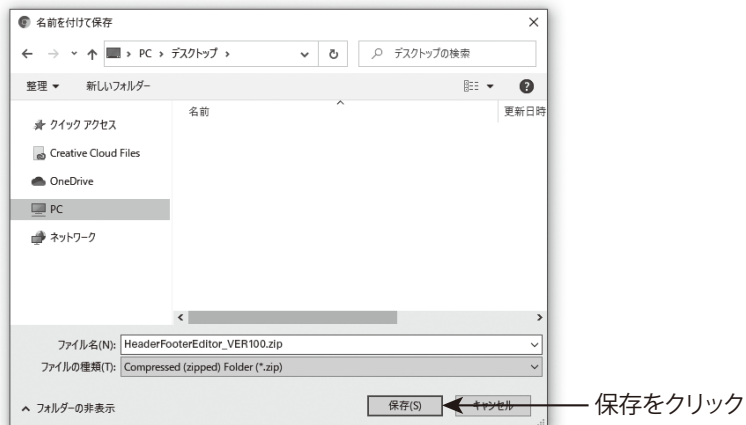 名前を付けて保存
PC › デスクトップ ›
デスクトップの検索
整理 新しいフォルダー
名前
更新日時
クイック アクセス
Creative Cloud Files
OneDrive
PC
ネットワーク
ファイル名(N): HeaderFooterEditor_VER100.zip
ファイルの種類(T): Compressed (zipped) Folder (*.zip)
フォルダーの非表示
保存(S)
キャンセル
保存をクリック